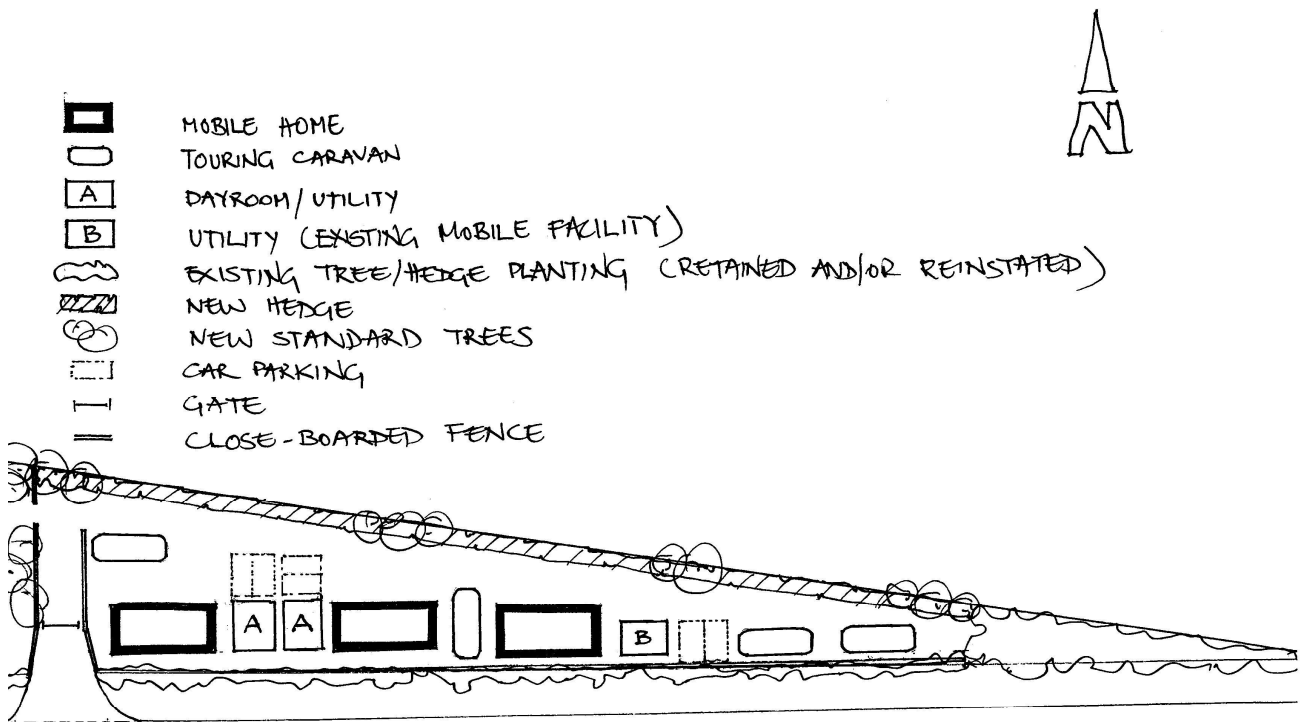 N
MOBILE HOME
TOURING CARAVAN
A DAYROOM/UTILITY
B UTILITY (EXISTING MOBILE FACILITY)
EXISTING TREE/HEDGE PLANTING (RETAINED AND/OR REINSTATED)
NEW HEDGE
NEW STANDARD TREES
CAR PARKING
GATE
CLOSE-BOARDED FENCE
A A
B